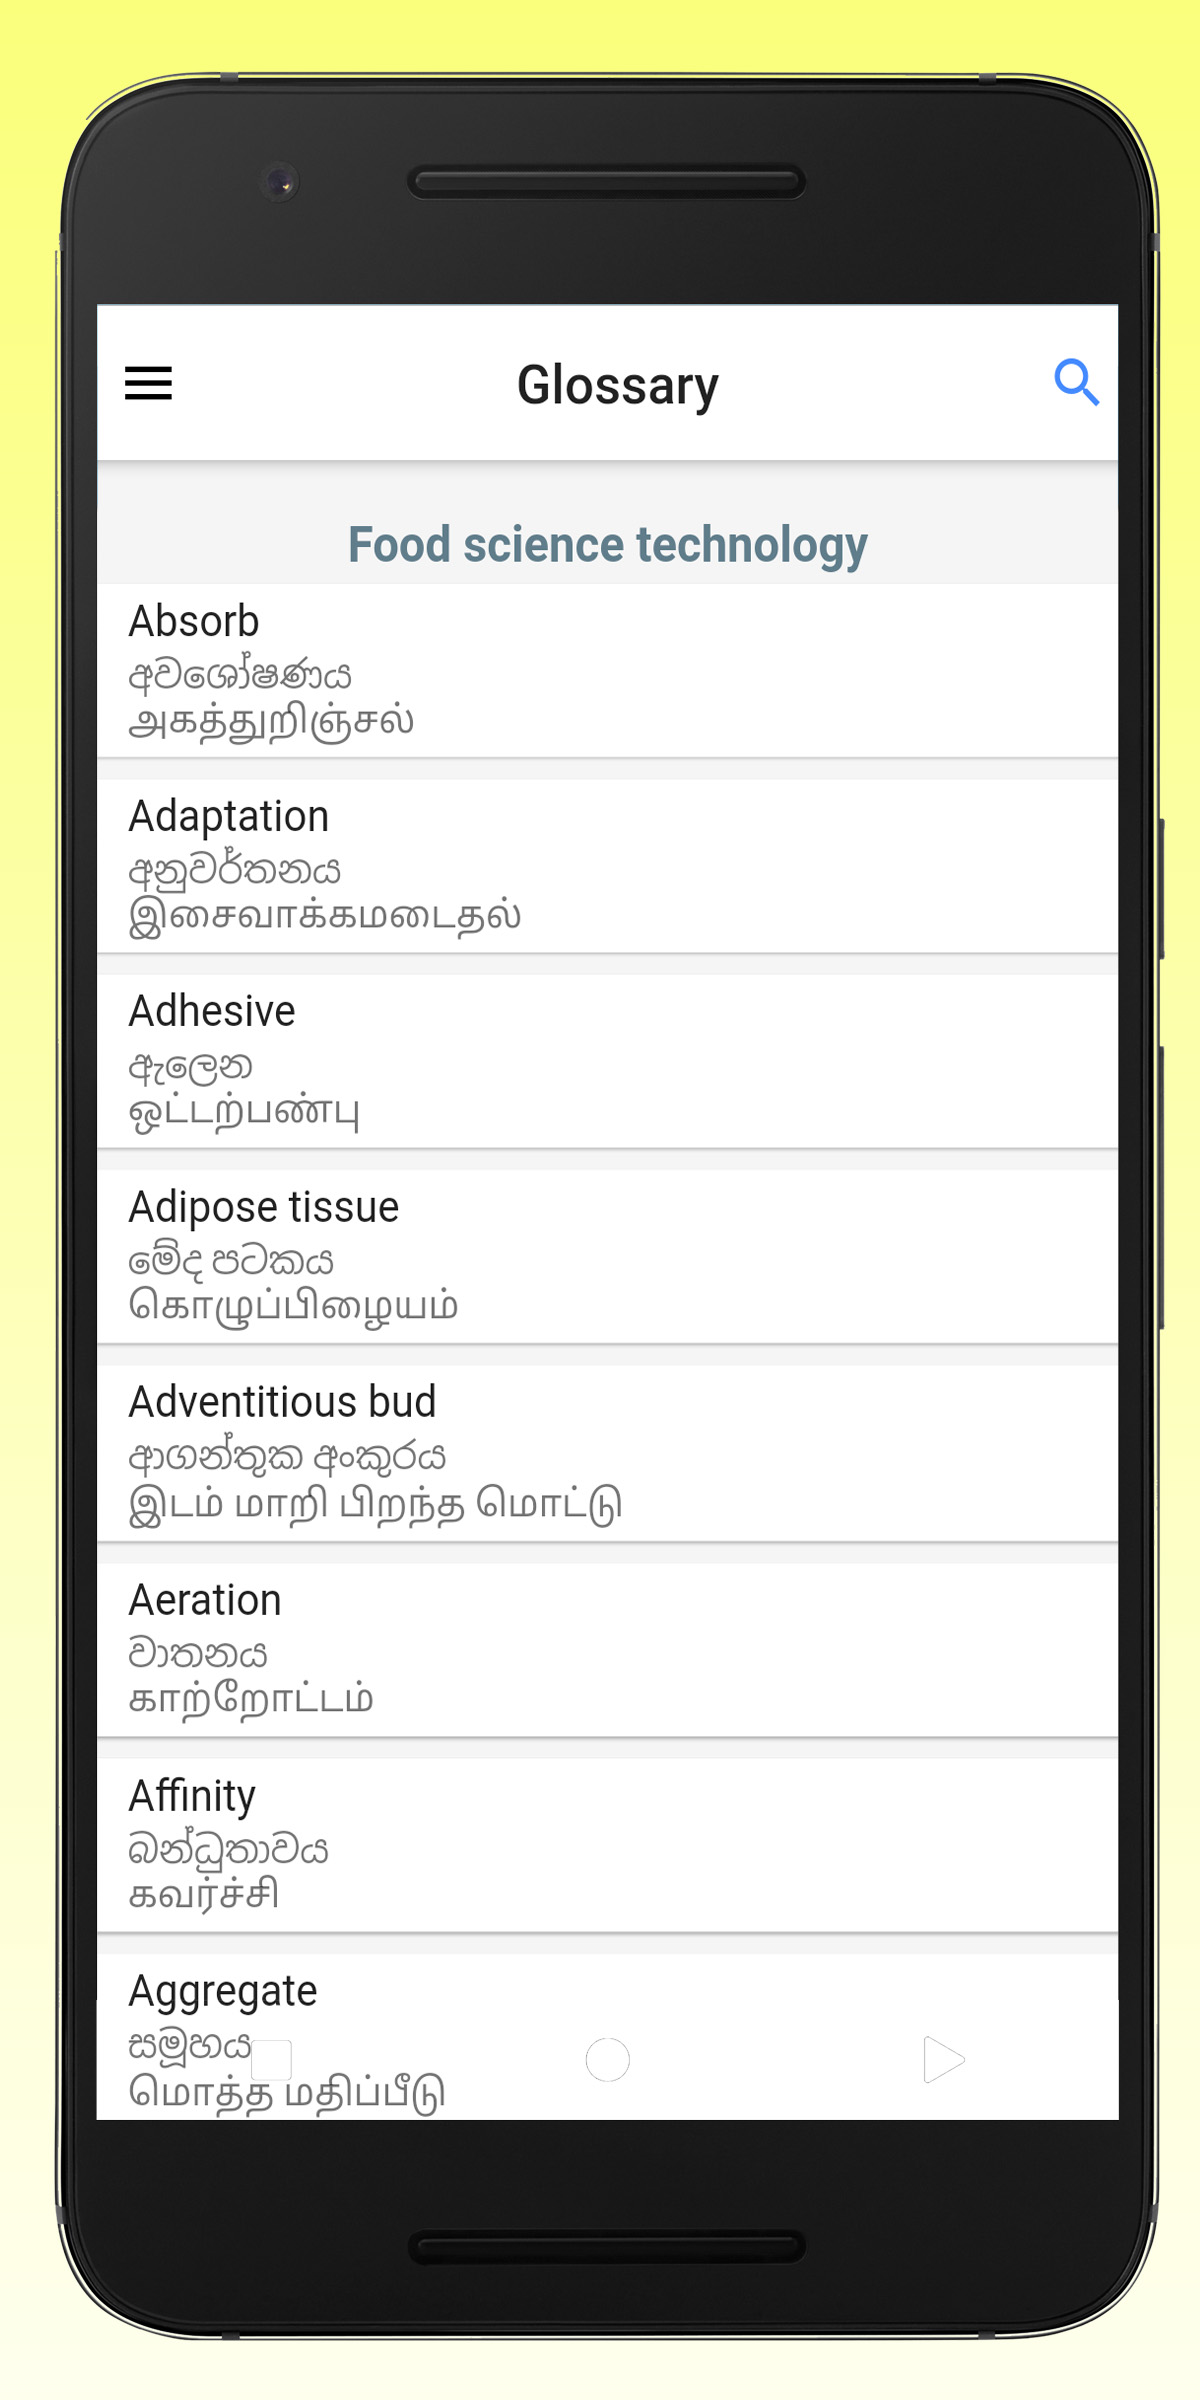 Glossary
Food science technology
Absorb
අවශෝෂණය
அகத்துறிஞ்சல்
Adaptation
අනුවර්තනය
இசைவாக்கமடைதல்
Adhesive
ඇලෙන
ஒட்டற்பண்பு
Adipose tissue
මේද පටකය
கொழுப்பிழையம்
Adventitious bud
ආගන්තුක අංකුරය
இடம் மாறி பிறந்த மொட்டு
Aeration
වාතනය
காற்றோட்டம்
Affinity
බන්ධුතාවය
கவர்ச்சி
Aggregate
සමූහය
மொத்த மதிப்பீடு